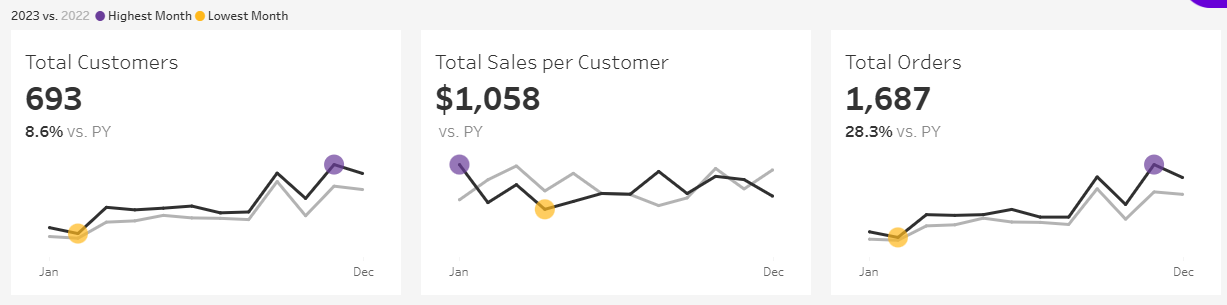 2023 vs. 2022 Highest Month Lowest Month
Total Customers
693
8.6% vs. PY
Jan Dec
Total Sales per Customer
$1,058
vs. PY
Jan Dec
Total Orders
1,687
28.3% vs. PY
Jan Dec